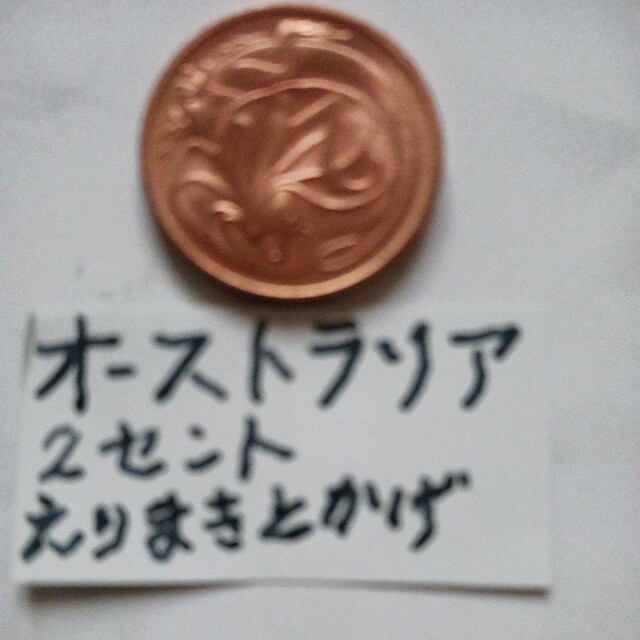 オーストラリア
2セント
えりまきとかげ